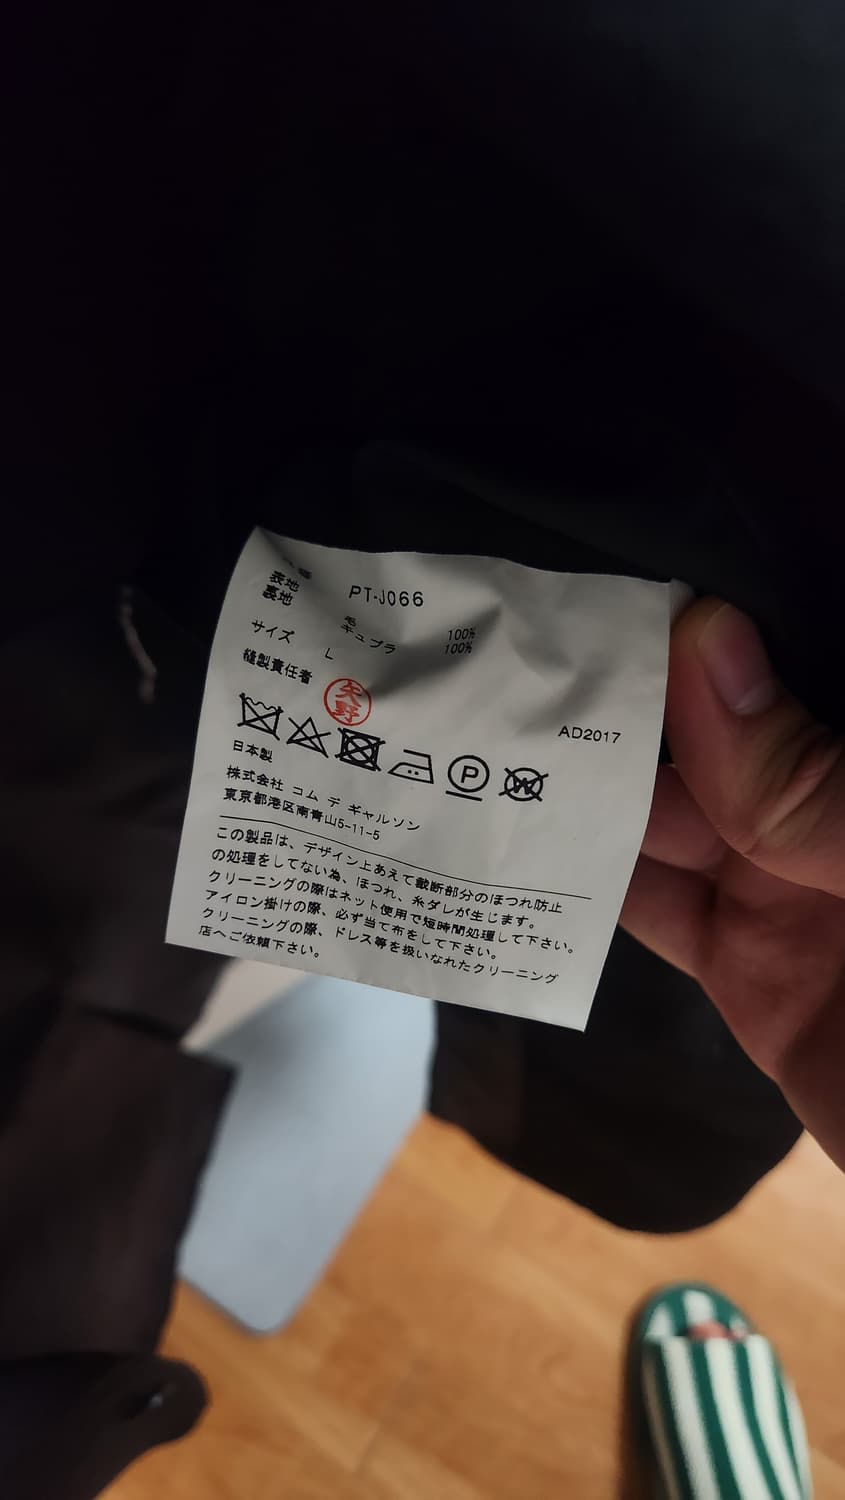 PT-J066
表地 毛 100%
裏地 キュプラ 100%
サイズ L
縫製責任者 矢野
AD2017
P
W
日本製
株式会社 コム デ ギャルソン
東京都港区南青山5-11-5
この製品は、デザイン上あえて裁断部分のほつれ防止
の処理をしてない為、ほつれ、糸ダレが生じます。
クリーニングの際はネット使用で短時間処理して下さい。
アイロン掛けの際、必ず当て布をして下さい。
クリーニングの際、ドレス等を扱いなれたクリーニング
店へご依頼下さい。